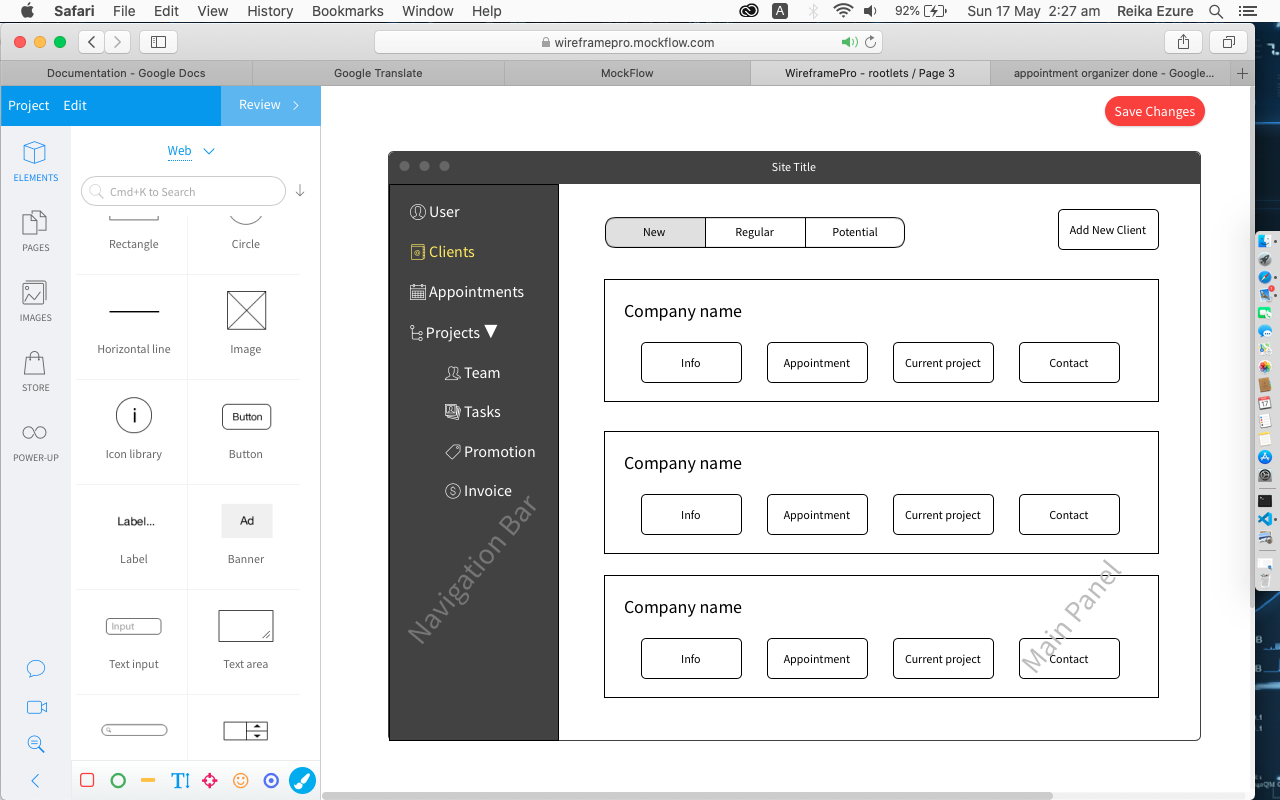 Safari File Edit View History Bookmarks Window Help A 92% Sun 17 May 2:27 am Reika Ezure
wireframepro.mockflow.com
Documentation - Google Docs Google Translate MockFlow WireframePro - rootlets / Page 3 appointment organizer done - Google...
Project Edit Review
Save Changes
Web
ELEMENTS
Cmd+K to Search
Rectangle Circle
PAGES
IMAGES
Horizontal line Image
STORE
Button
Icon library Button
POWER-UP
Label... Ad
Label Banner
Input
Text input Text area
Site Title
User
Clients
Appointments
Projects
Team
Tasks
Promotion
Invoice
Navigation Bar
New Regular Potential
Add New Client
Company name
Info Appointment Current project Contact
Company name
Info Appointment Current project Contact
Company name
Info Appointment Current project Contact
Main Panel
17